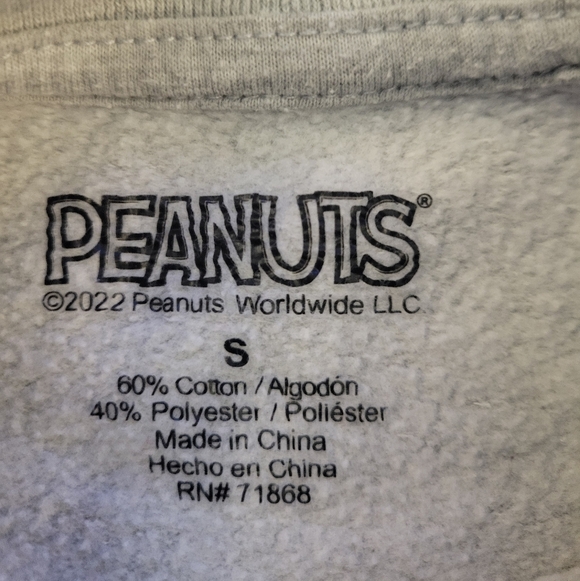 PEANUTS®
©2022 Peanuts Worldwide LLC
S
60% Cotton / Algodón
40% Polyester / Poliéster
Made in China
Hecho en China
RN# 71868